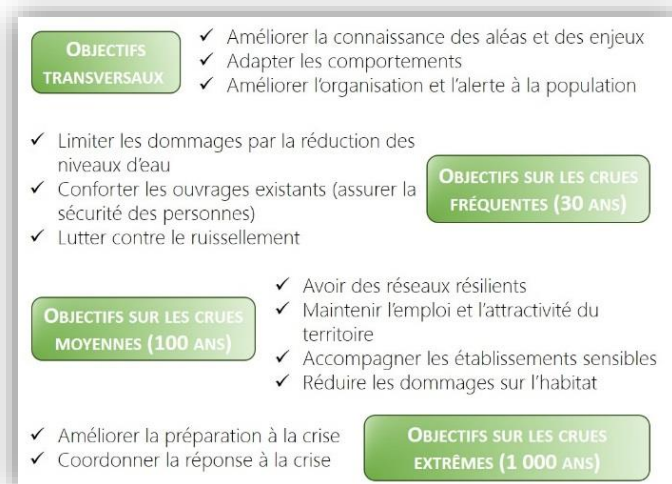 OBJECTIFS
TRANSVERSAUX
✓ Améliorer la connaissance des aléas et des enjeux
✓ Adapter les comportements
✓ Améliorer l'organisation et l'alerte à la population
✓ Limiter les dommages par la réduction des
niveaux d'eau
✓ Conforter les ouvrages existants (assurer la
sécurité des personnes)
✓ Lutter contre le ruissellement
OBJECTIFS SUR LES CRUES
FRÉQUENTES (30 ANS)
OBJECTIFS SUR LES CRUES
MOYENNES (100 ANS)
✓ Avoir des réseaux résilients
✓ Maintenir l'emploi et l'attractivité du
territoire
✓ Accompagner les établissements sensibles
✓ Réduire les dommages sur l'habitat
✓ Améliorer la préparation à la crise
✓ Coordonner la réponse à la crise
OBJECTIFS SUR LES CRUES
EXTRÊMES (1 000 ANS)